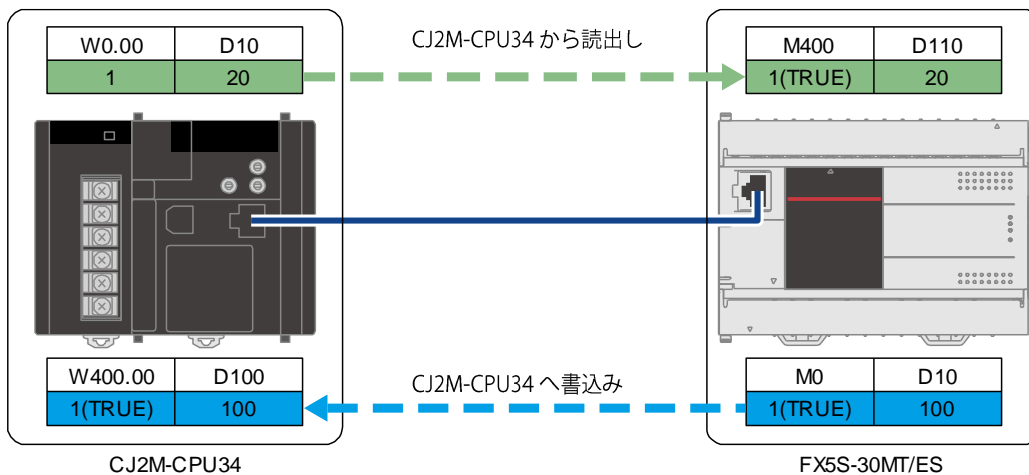 W0.00 D10
1 20
CJ2M-CPU34 から読出し
M400 D110
1(TRUE) 20
W400.00 D100
1(TRUE) 100
CJ2M-CPU34 へ書込み
M0 D10
1(TRUE) 100
CJ2M-CPU34
FX5S-30MT/ES